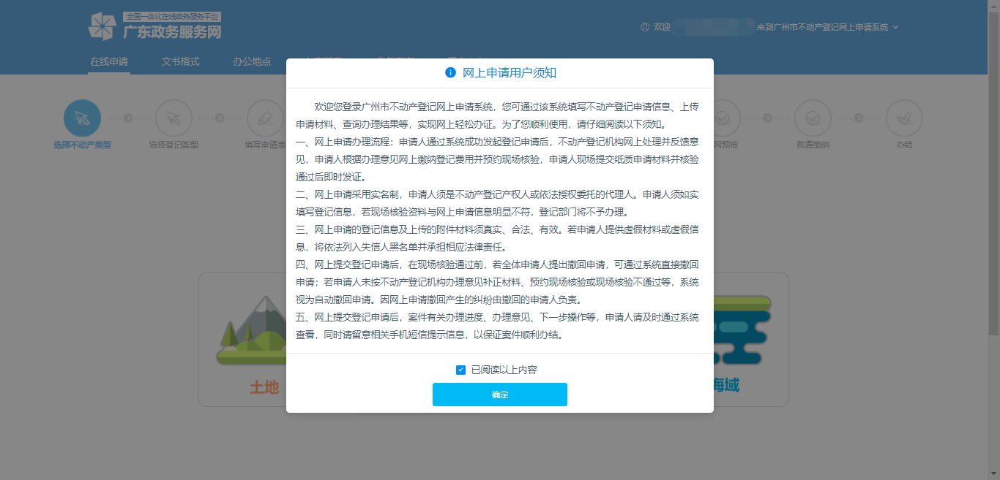 全国一体化在线政务服务平台
广东政务服务网
欢迎
来到广州市不动产登记网上申请系统
在线申请
文书格式
办公地点
网上申请用户须知
欢迎您登录广州市不动产登记网上申请系统，您可通过该系统填写不动产登记申请信息、上传
申请材料、查询办理结果等，实现网上轻松办证。为了您顺利使用，请仔细阅读以下须知。
一、网上申请办理流程：申请人通过系统成功发起登记申请后，不动产登记机构网上处理并反馈意
见，申请人根据办理意见网上缴纳登记费用并预约现场核验，申请人现场提交纸质申请材料并核验
通过后即时发证。
二、网上申请采用实名制，申请人须是不动产登记产权人或依法授权委托的代理人。申请人须如实
填写登记信息，若现场核验资料与网上申请信息明显不符，登记部门将不予办理。
三、网上申请的登记信息及上传的附件材料须真实、合法、有效。若申请人提供虚假材料或虚假信
息，将依法列入失信人黑名单并承担相应法律责任。
四、网上提交登记申请后，在现场核验通过前，若全体申请人提出撤回申请，可通过系统直接撤回
申请；若申请人未按不动产登记机构办理意见补正材料、预约现场核验或现场核验不通过等，系统
视为自动撤回申请。因网上申请撤回产生的纠纷由撤回的申请人负责。
五、网上提交登记申请后，案件有关办理进度、办理意见、下一步操作等，申请人请及时通过系统
查看，同时请留意相关手机短信提示信息，以保证案件顺利办结。
已阅读以上内容
确定
选择不动产类型
选择登记类型
填写申请表
网预核
税费缴纳
办结
土地
海域